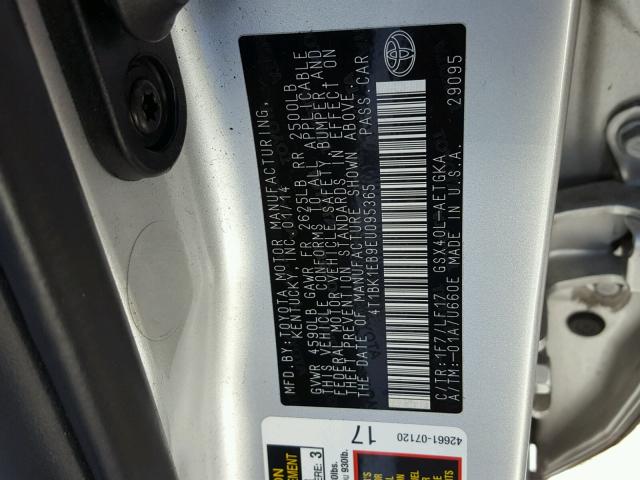 MFD.BY:TOYOTA MOTOR MANUFACTURING,
KENTUCKY, INC. 01/14
GVWR 4590LB GAWR FR 2625LB RR 2500LB
THIS VEHICLE CONFORMS TO ALL APPLICABLE
FEDERAL MOTOR VEHICLE SAFETY, BUMPER, AND
THEFT PREVENTION STANDARDS IN EFFECT ON
THE DATE OF MANUFACTURE SHOWN ABOVE.
4T1BK1EB9EU095365 PASS.CAR
C/TR:1F7/LF17 GSX40L-AETGKA
A/TM:-01A/U660E MADE IN U.S.A. 29095
42661-07120
17
ERE: 3
930lb.